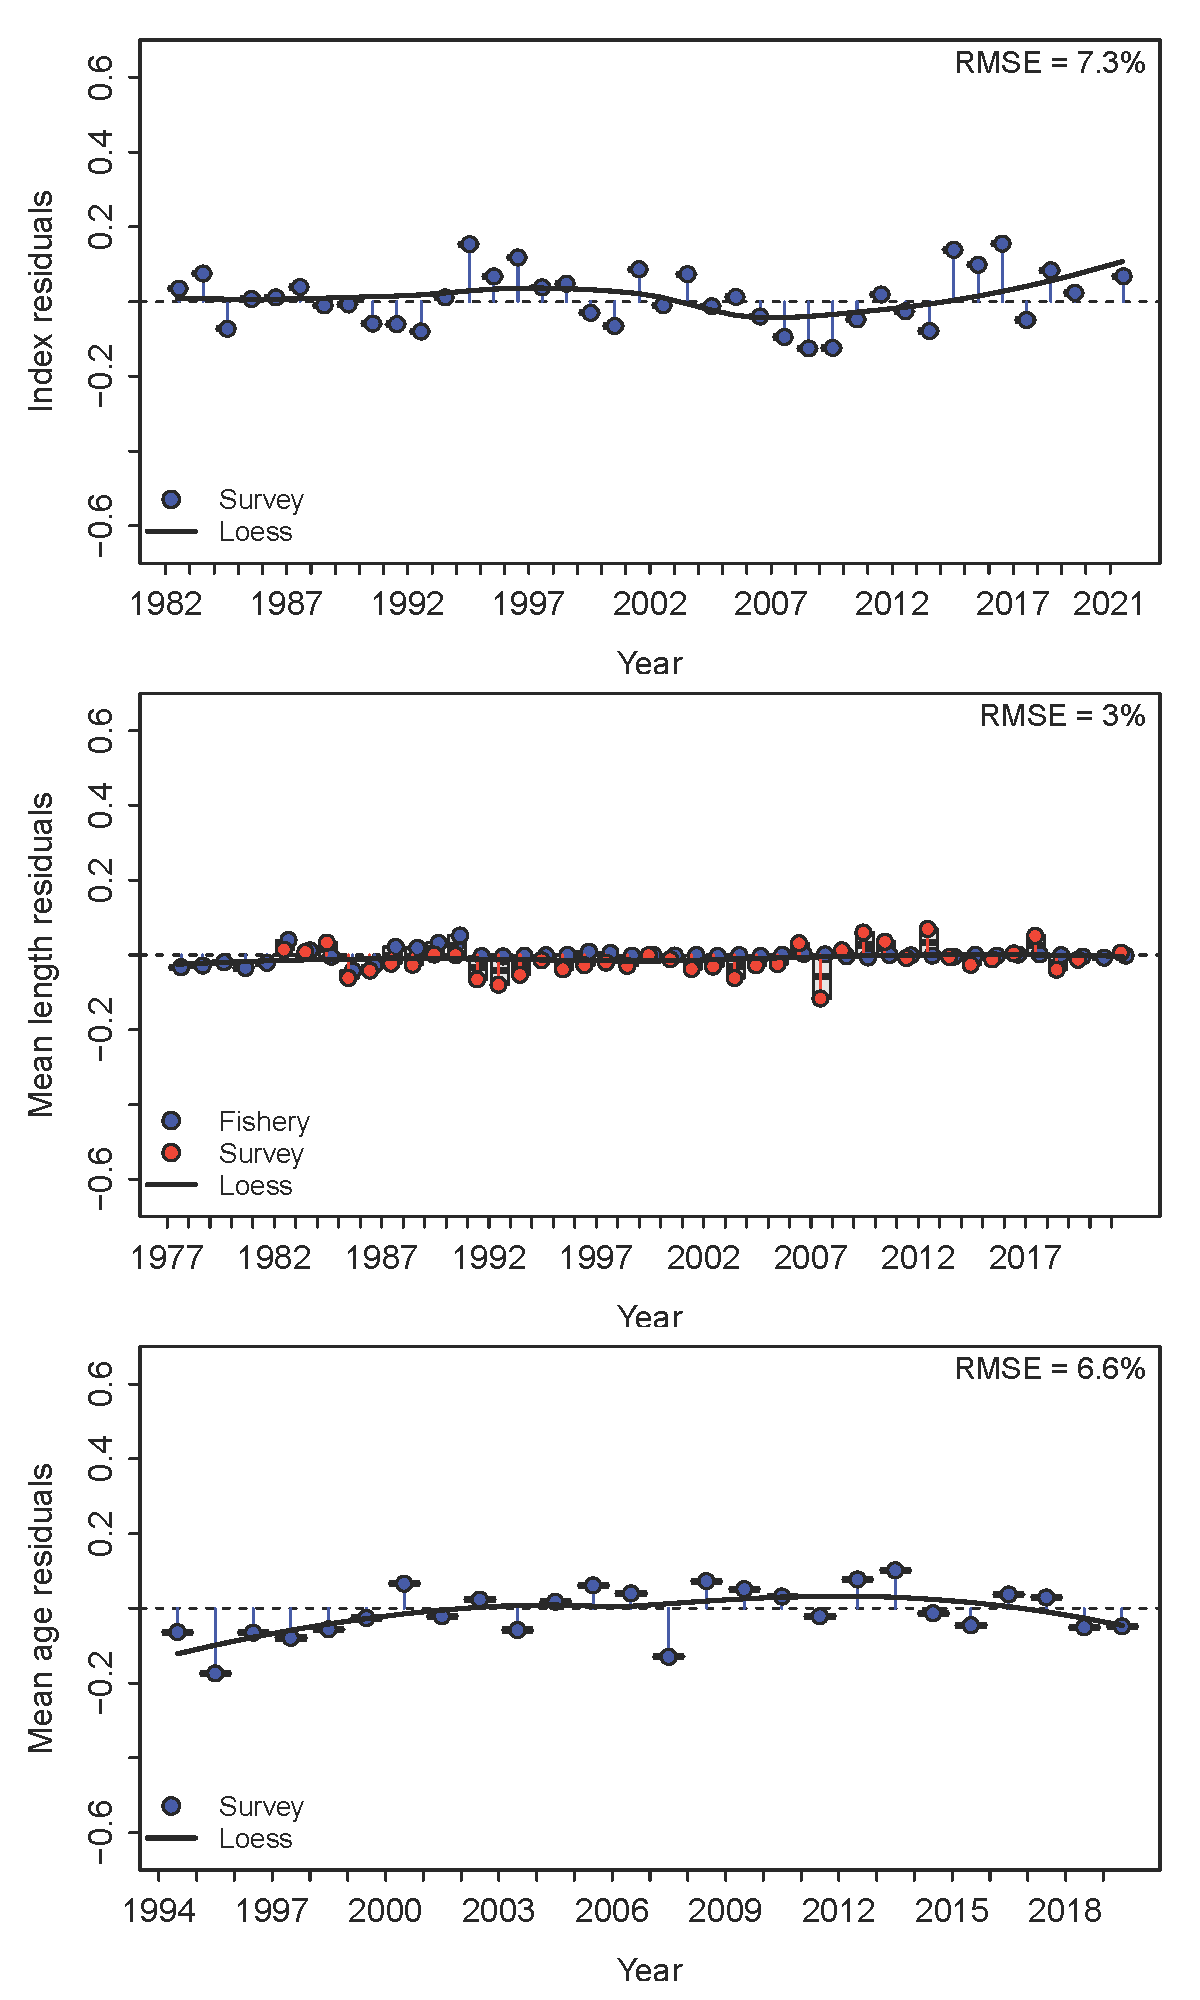 RMSE = 7.3%
Index residuals
0.6
0.4
0.2
−0.2
−0.6
Survey
Loess
1982 1987 1992 1997 2002 2007 2012 2017 2021
Year
RMSE = 3%
Mean length residuals
0.6
0.4
0.2
−0.2
−0.6
Fishery
Survey
Loess
1977 1982 1987 1992 1997 2002 2007 2012 2017
Year
RMSE = 6.6%
Mean age residuals
0.6
0.4
0.2
−0.2
−0.6
Survey
Loess
1994 1997 2000 2003 2006 2009 2012 2015 2018
Year